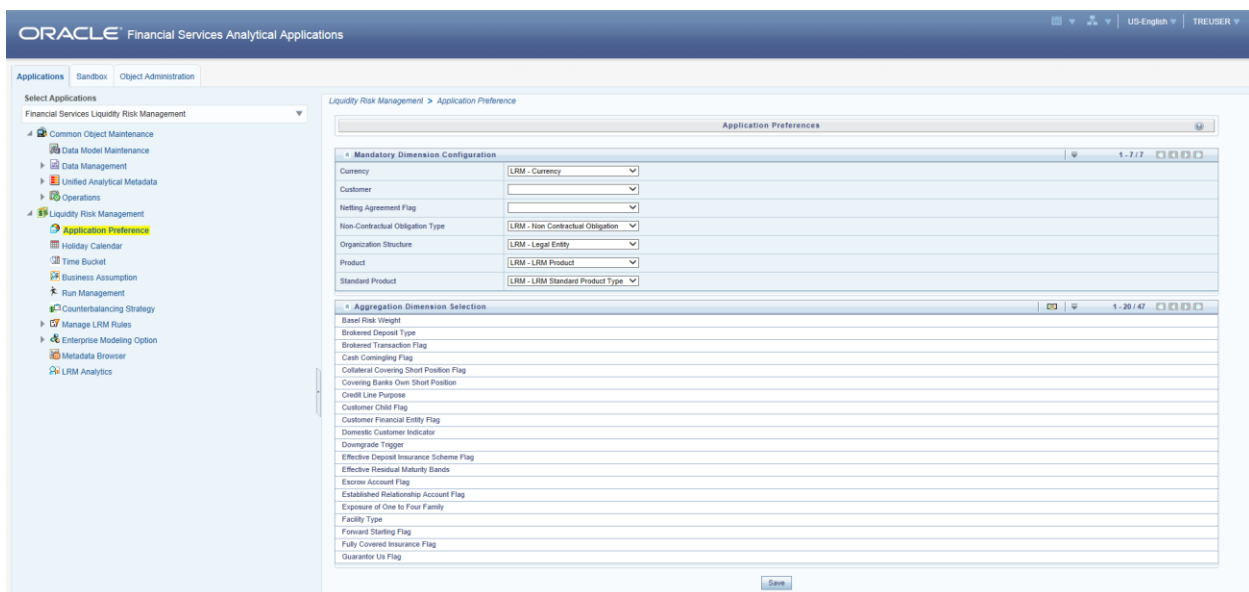 ORACLE® Financial Services Analytical Applications
US-English
TREUSER
Applications
Sandbox
Object Administration
Select Applications
Financial Services Liquidity Risk Management
Common Object Maintenance
Data Model Maintenance
Data Management
Unified Analytical Metadata
Operations
Liquidity Risk Management
Application Preference
Holiday Calendar
Time Bucket
Business Assumption
Run Management
Counterbalancing Strategy
Manage LRM Rules
Enterprise Modeling Option
Metadata Browser
LRM Analytics
Liquidity Risk Management > Application Preference
Application Preferences
Mandatory Dimension Configuration 1 - 7 / 7
Currency LRM - Currency
Customer
Netting Agreement Flag
Non-Contractual Obligation Type LRM - Non Contractual Obligation
Organization Structure LRM - Legal Entity
Product LRM - LRM Product
Standard Product LRM - LRM Standard Product Type
Aggregation Dimension Selection 1 - 20 / 47
Basel Risk Weight
Brokered Deposit Type
Brokered Transaction Flag
Cash Comingling Flag
Collateral Covering Short Position Flag
Covering Banks Own Short Position
Credit Line Purpose
Customer Child Flag
Customer Financial Entity Flag
Domestic Customer Indicator
Downgrade Trigger
Effective Deposit Insurance Scheme Flag
Effective Residual Maturity Bands
Escrow Account Flag
Established Relationship Account Flag
Exposure of One to Four Family
Facility Type
Forward Starting Flag
Fully Covered Insurance Flag
Guarantor Us Flag
Save